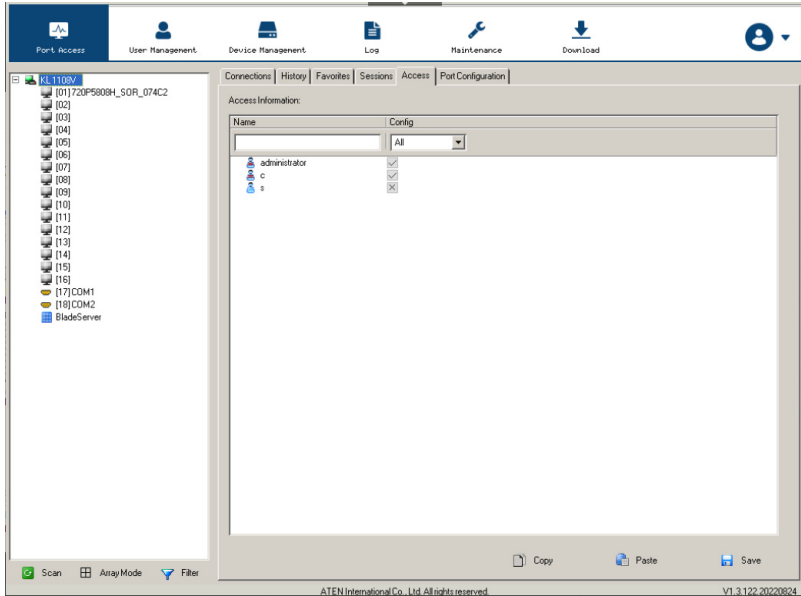 Port Access User Management Device Management Log Maintenance Download
KL1108V
[01]720P5808H_SOR_074C2
[02]
[03]
[04]
[05]
[06]
[07]
[08]
[09]
[10]
[11]
[12]
[13]
[14]
[15]
[16]
[17]COM1
[18]COM2
BladeServer
Scan Array Mode Filter
Connections History Favorites Sessions Access Port Configuration
Access Information:
Name Config
All
administrator
c
s
Copy Paste Save
ATEN International Co., Ltd. All rights reserved. V1.3.122.20220824